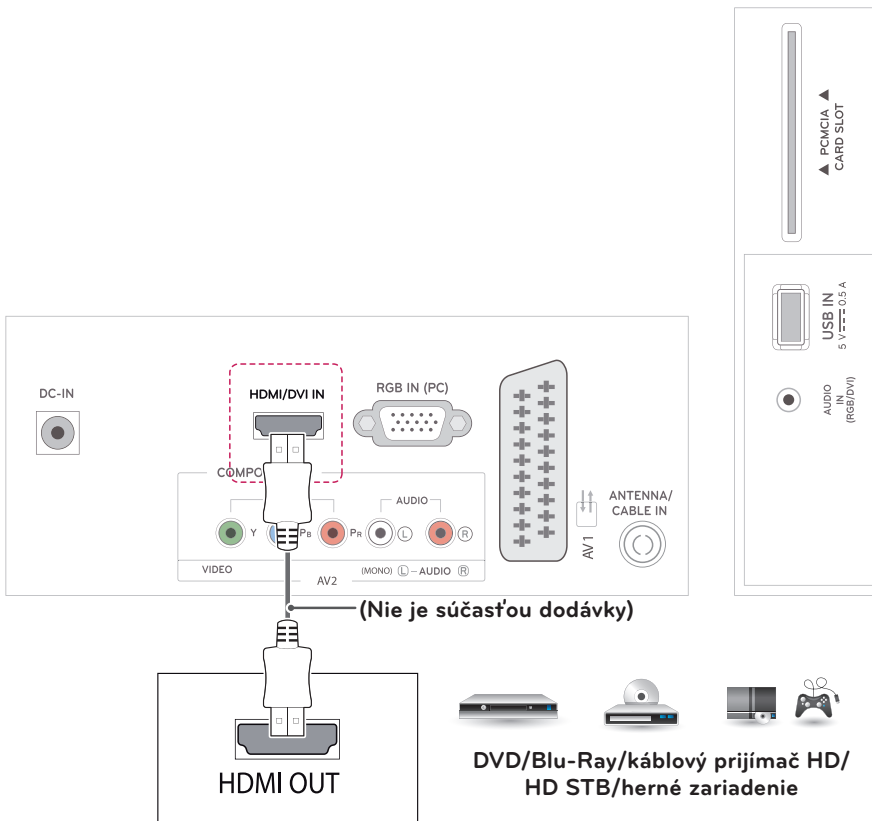 ▲ PCMCIA ▲
CARD SLOT
USB IN
5 V 0.5 A
AUDIO
IN
(RGB/DVI)
DC-IN
HDMI/DVI IN
RGB IN (PC)
COMPO
AUDIO
Y
PB
PR
L
R
VIDEO
AV2
(MONO) L – AUDIO R
AV1
ANTENNA/
CABLE IN
(Nie je súčasťou dodávky)
HDMI OUT
DVD/Blu-Ray/káblový prijímač HD/
HD STB/herné zariadenie